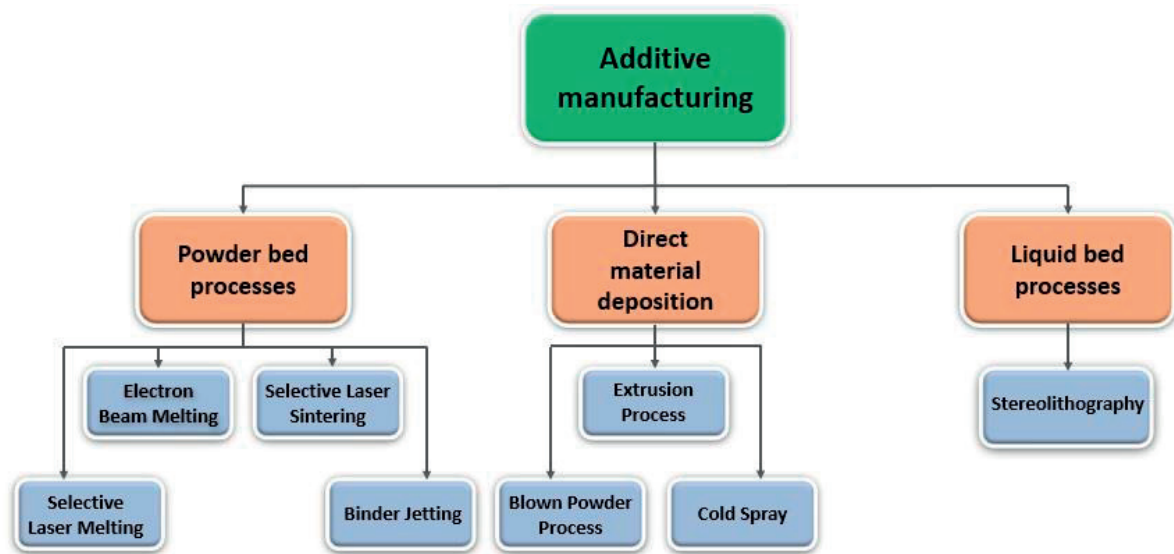 Additive
manufacturing
Powder bed
processes
Direct
material
deposition
Liquid bed
processes
Electron
Beam Melting
Selective Laser
Sintering
Extrusion
Process
Stereolithography
Selective
Laser Melting
Binder Jetting
Blown Powder
Process
Cold Spray